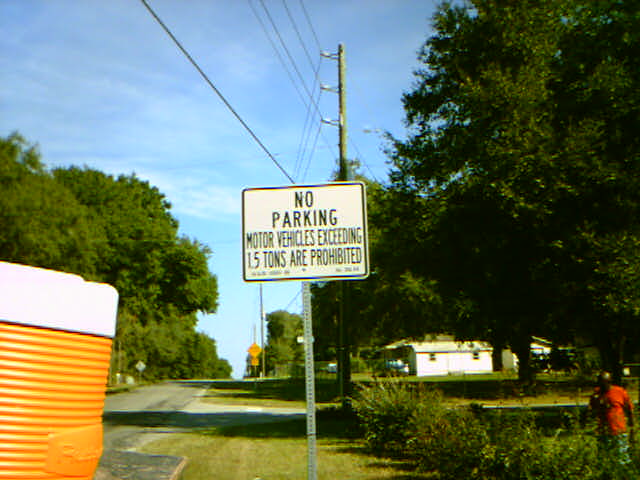 NO
PARKING
MOTOR VEHICLES EXCEEDING
1.5 TONS ARE PROHIBITED